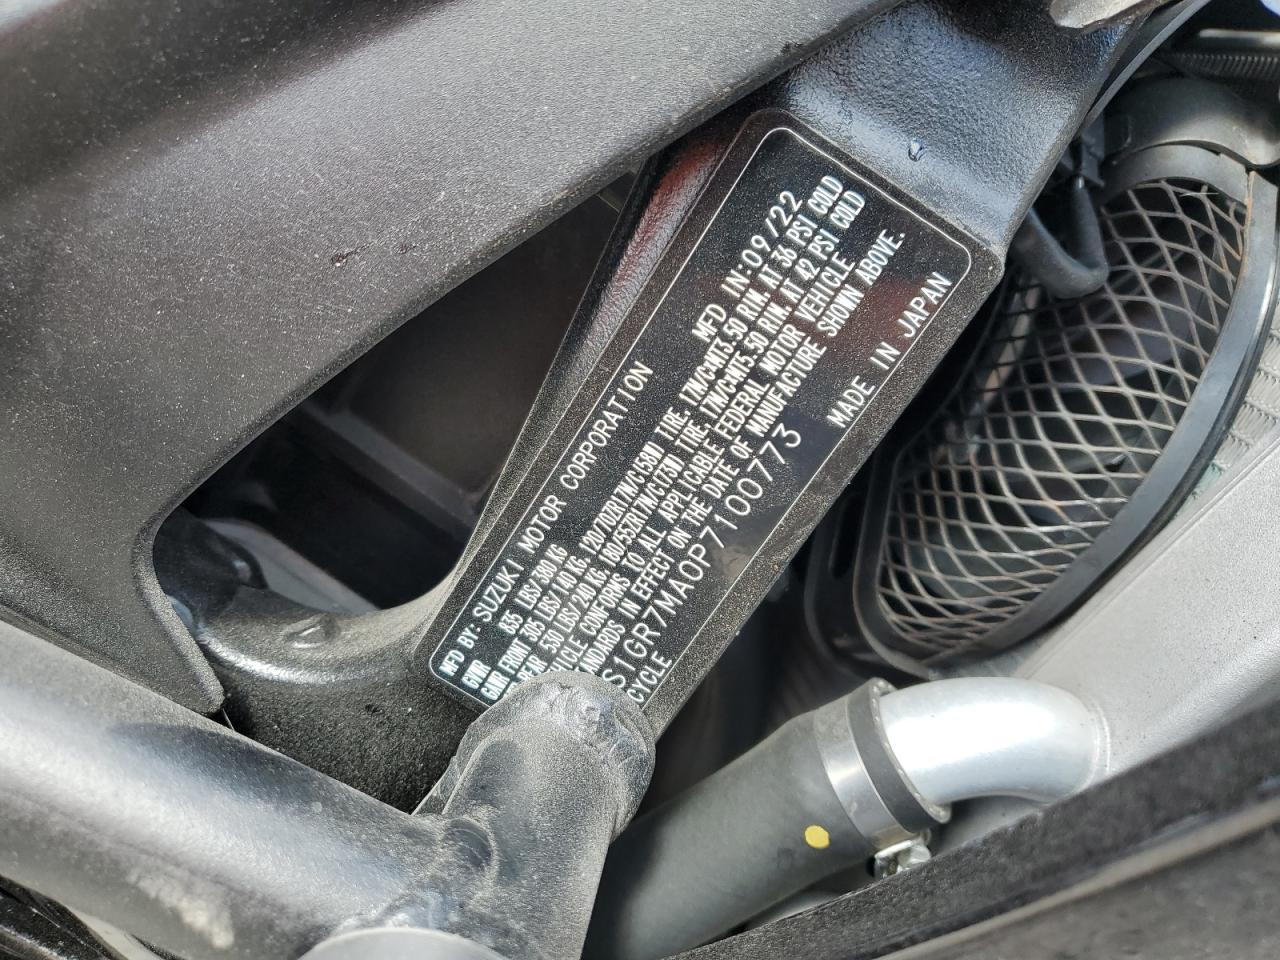 MFD BY: SUZUKI MOTOR CORPORATION MFD IN:09/22
GVWR 835 LBS/380 KG
GAWR FRONT 305 LBS/140 KG 120/70ZR17M/C(58W) TIRE. 17M/CXMT3.50 RIM. AT 36 PSI COLD
REAR 530 LBS/240 KG 180/55ZR17M/C(73W) TIRE. 17M/CXMT5.50 RIM. AT 42 PSI COLD
CONFORMS TO ALL APPLICABLE FEDERAL MOTOR VEHICLE
IN EFFECT ON THE DATE OF MANUFACTURE SHOWN ABOVE.
S1GR7MA0P7100773
CYCLE MADE IN JAPAN